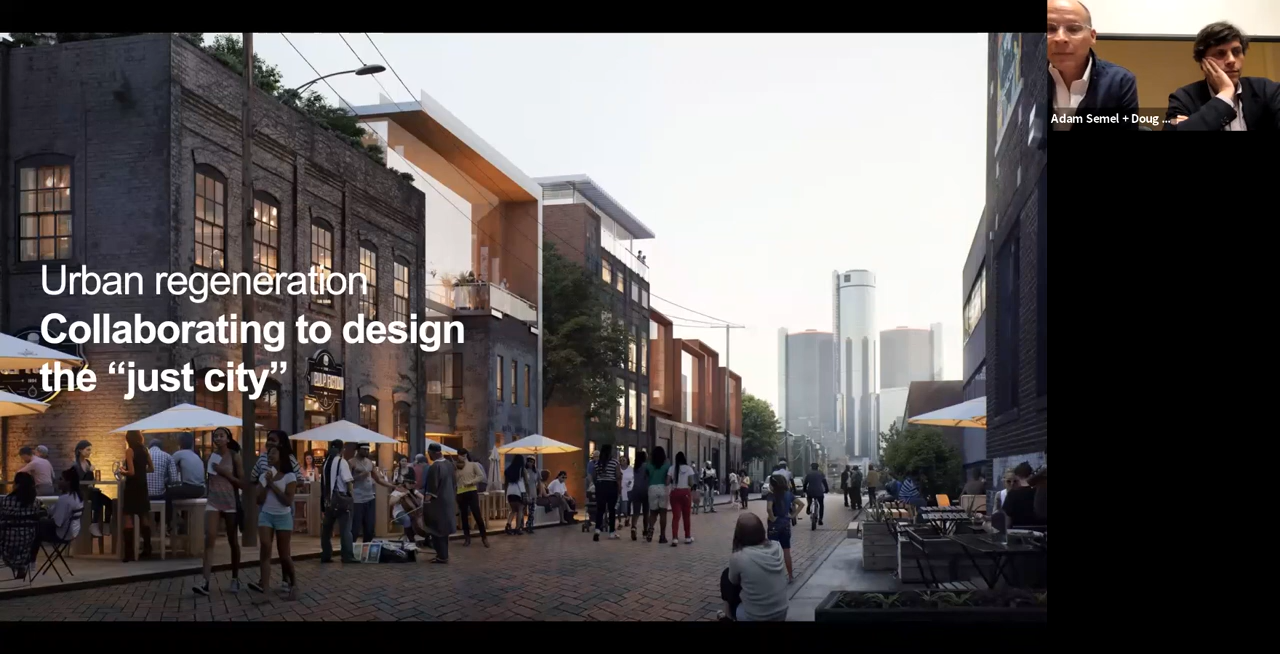 Urban regeneration
Collaborating to design
the “just city”
Adam Semel + Doug ...